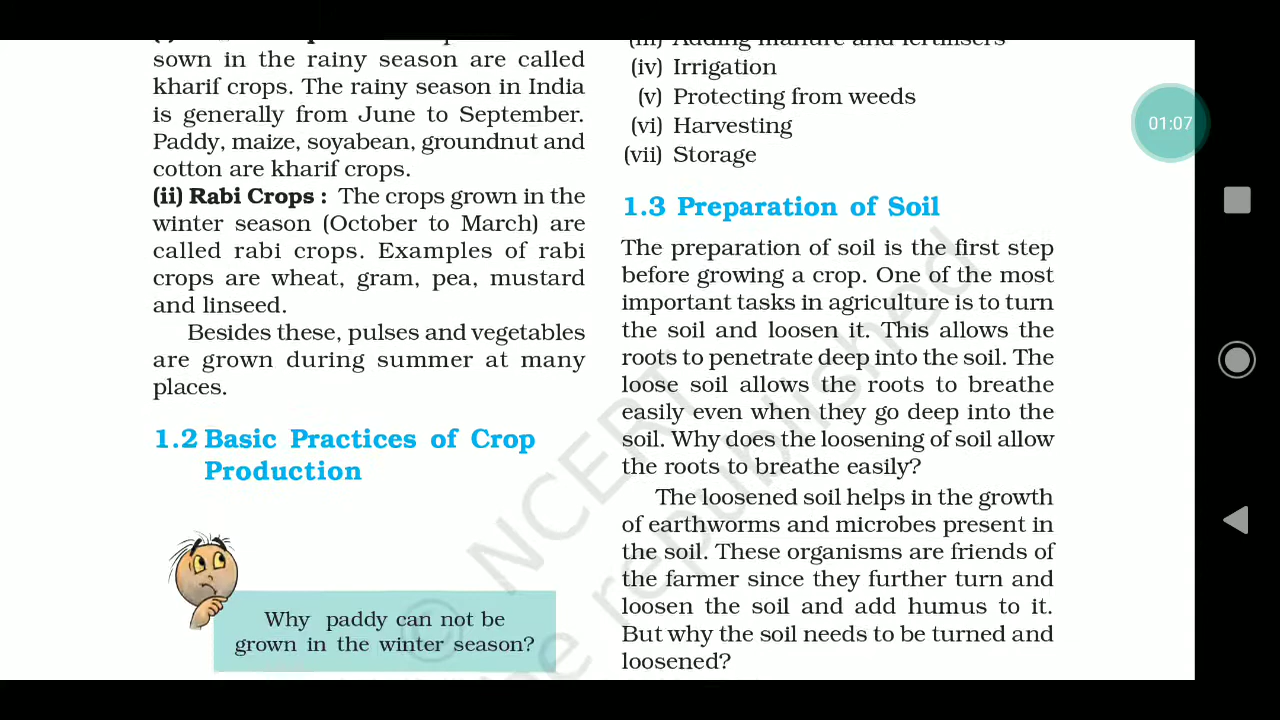 sown in the rainy season are called
kharif crops. The rainy season in India
is generally from June to September.
Paddy, maize, soyabean, groundnut and
cotton are kharif crops.
(ii) Rabi Crops : The crops grown in the
winter season (October to March) are
called rabi crops. Examples of rabi
crops are wheat, gram, pea, mustard
and linseed.
Besides these, pulses and vegetables
are grown during summer at many
places.
1.2 Basic Practices of Crop
Production
Why paddy can not be
grown in the winter season?
(iii) Adding manure and fertilisers
(iv) Irrigation
(v) Protecting from weeds
(vi) Harvesting
(vii) Storage
1.3 Preparation of Soil
The preparation of soil is the first step
before growing a crop. One of the most
important tasks in agriculture is to turn
the soil and loosen it. This allows the
roots to penetrate deep into the soil. The
loose soil allows the roots to breathe
easily even when they go deep into the
soil. Why does the loosening of soil allow
the roots to breathe easily?
The loosened soil helps in the growth
of earthworms and microbes present in
the soil. These organisms are friends of
the farmer since they further turn and
loosen the soil and add humus to it.
But why the soil needs to be turned and
loosened?
© NCERT
be republished
01:07